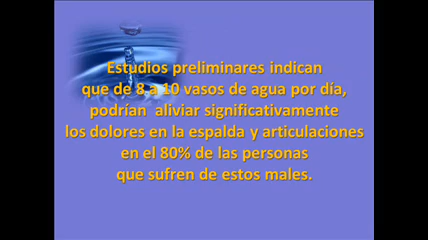 Estudios preliminares indican
que de 8 a 10 vasos de agua por día,
podrían aliviar significativamente
los dolores en la espalda y articulaciones
en el 80% de las personas
que sufren de estos males.